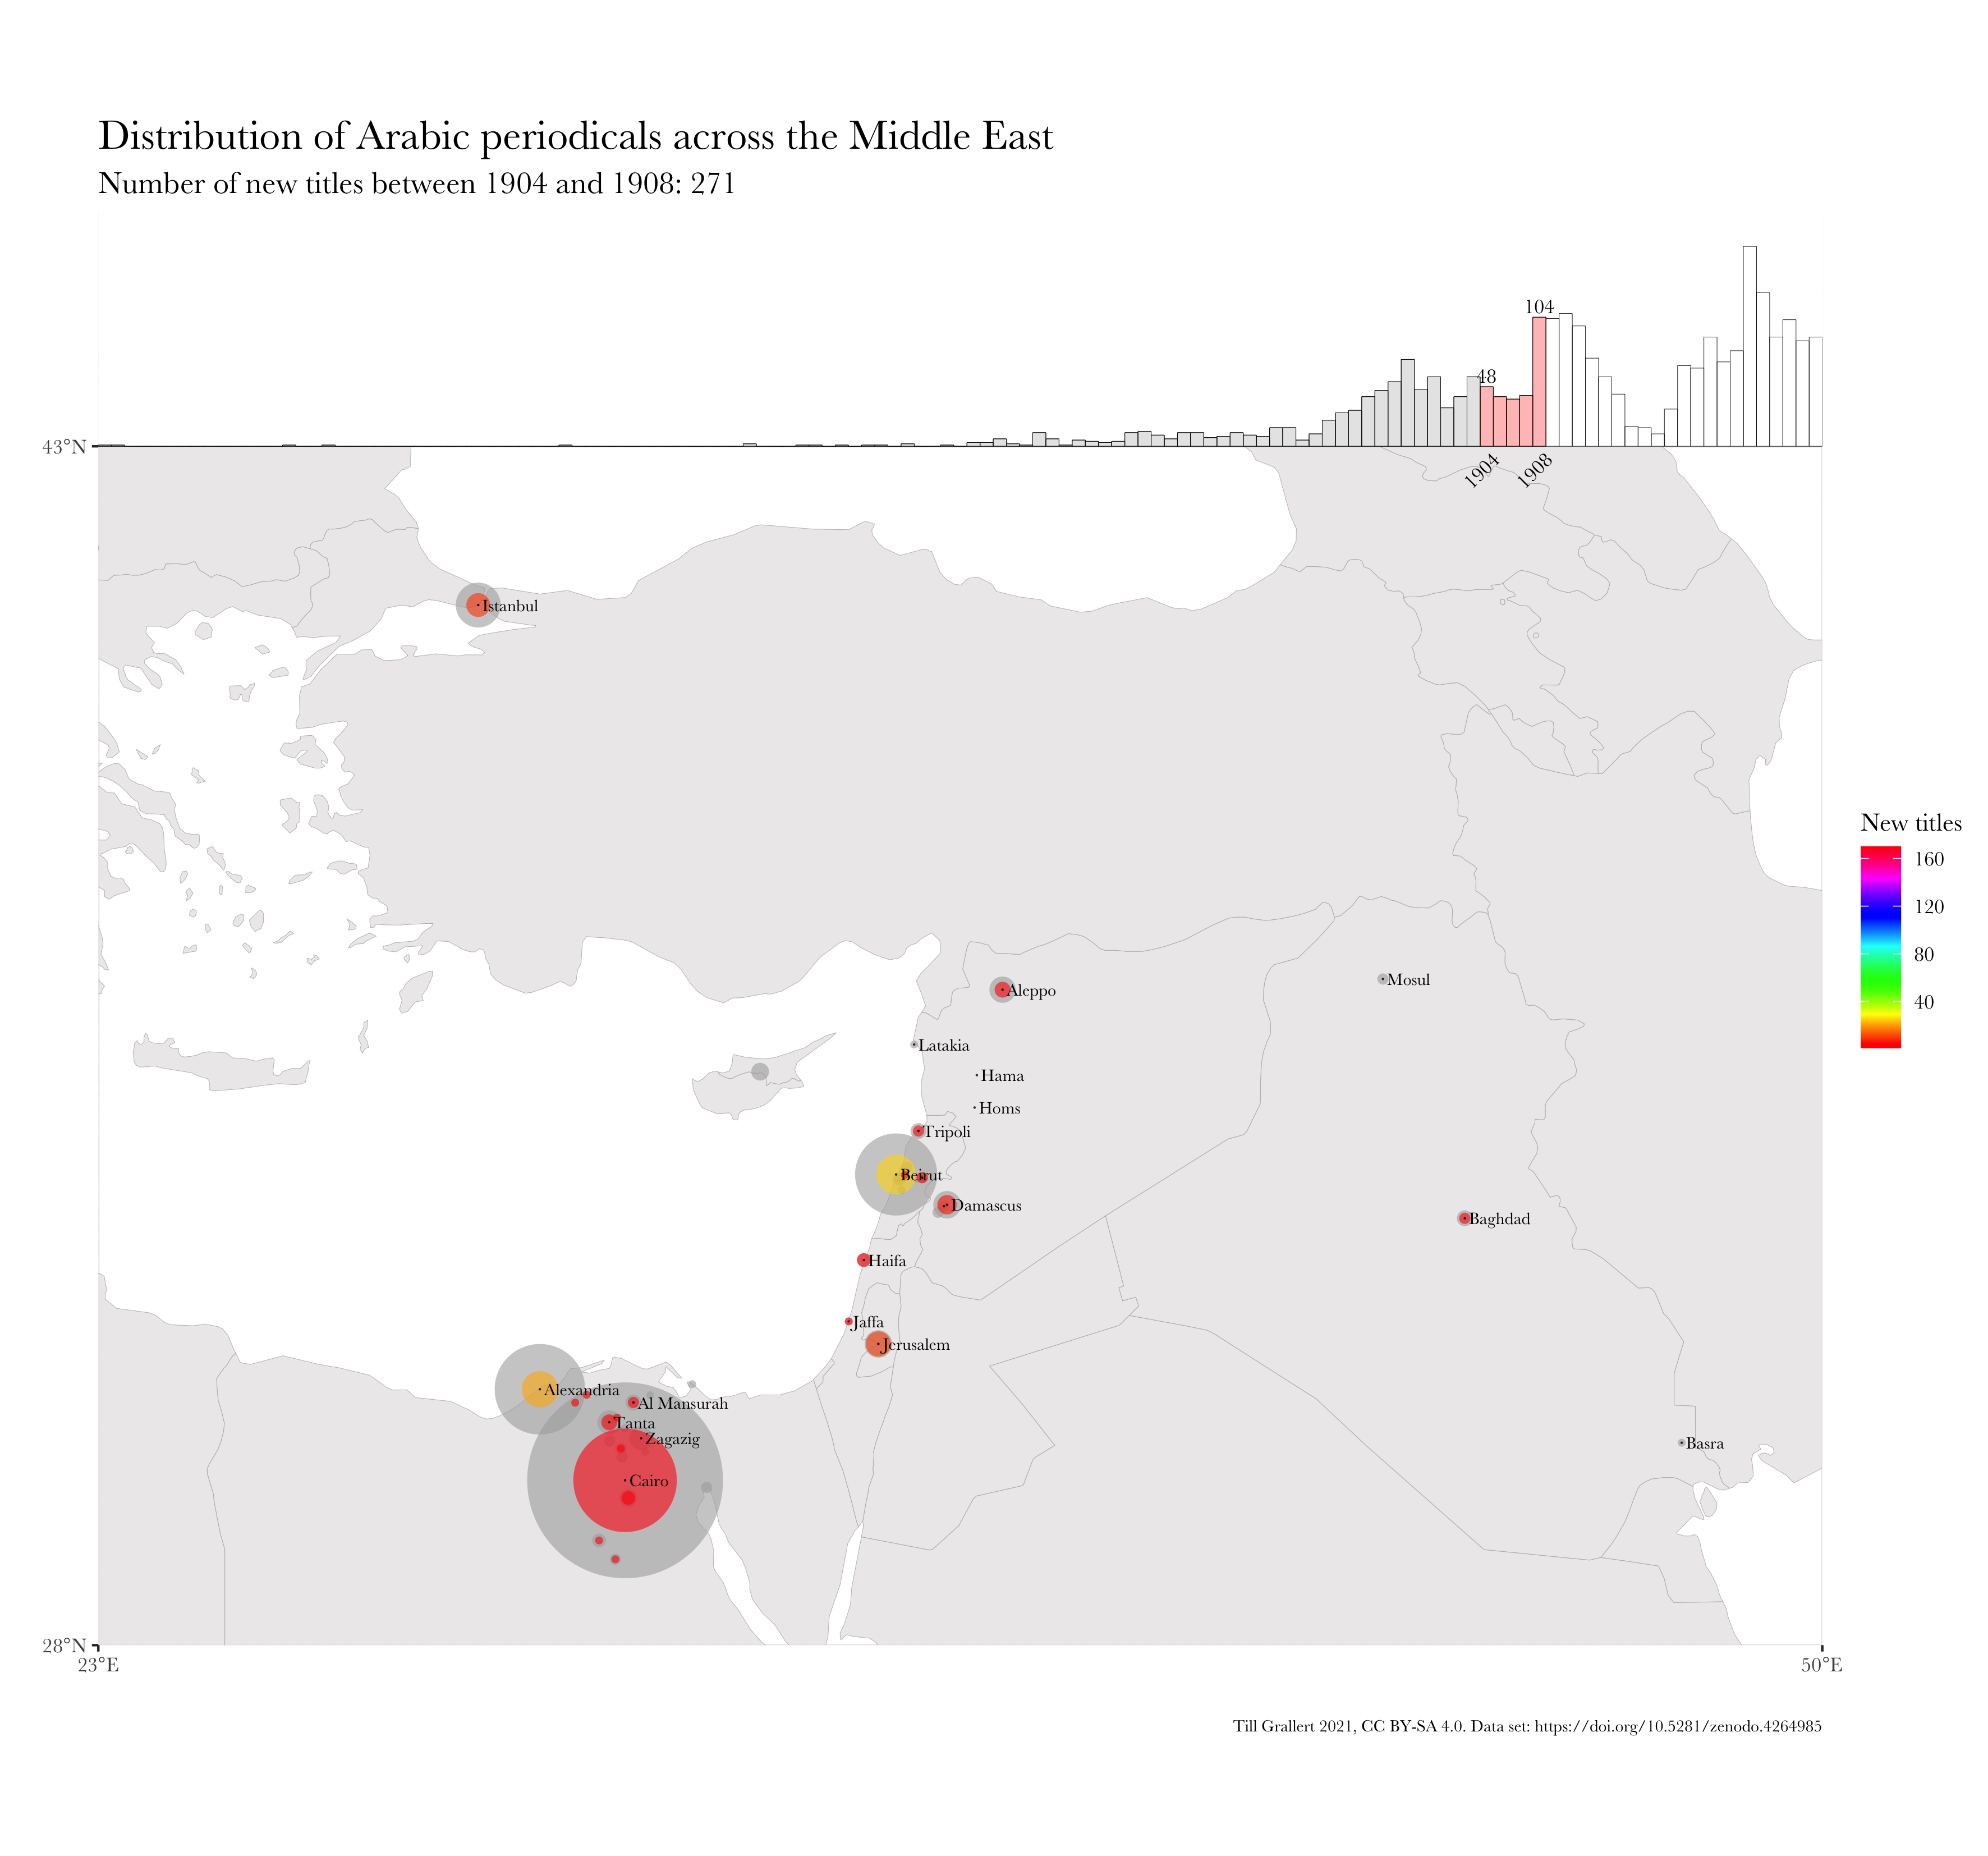 Distribution of Arabic periodicals across the Middle East
Number of new titles between 1904 and 1908: 271
104
48
43°N
1904
1908
Istanbul
New titles
160
120
80
40
Mosul
Aleppo
Latakia
Hama
Homs
Tripoli
Beirut
Damascus
Baghdad
Haifa
Jaffa
Jerusalem
Alexandria
Al Mansurah
Tanta
Zagazig
Basra
Cairo
28°N
23°E
50°E
Till Grallert 2021, CC BY-SA 4.0. Data set: https://doi.org/10.5281/zenodo.4264985